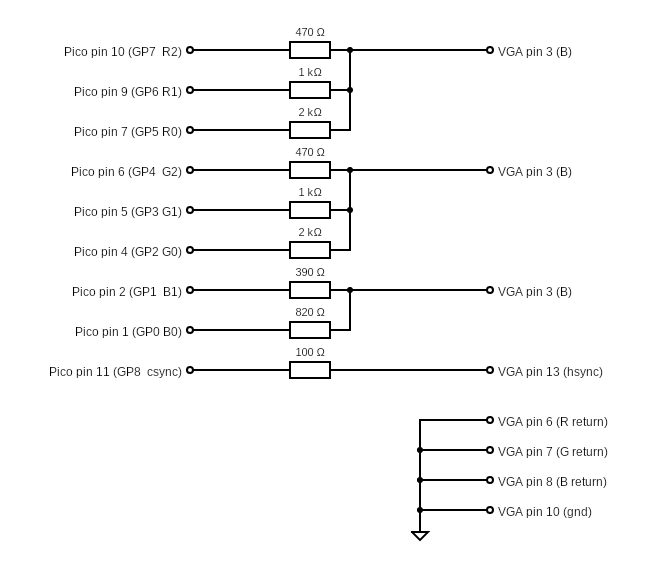 470 Ω
Pico pin 10 (GP7 R2) VGA pin 3 (B)
1 kΩ
Pico pin 9 (GP6 R1)
2 kΩ
Pico pin 7 (GP5 R0)
470 Ω
Pico pin 6 (GP4 G2) VGA pin 3 (B)
1 kΩ
Pico pin 5 (GP3 G1)
2 kΩ
Pico pin 4 (GP2 G0)
390 Ω
Pico pin 2 (GP1 B1) VGA pin 3 (B)
820 Ω
Pico pin 1 (GP0 B0)
100 Ω
Pico pin 11 (GP8 csync) VGA pin 13 (hsync)
VGA pin 6 (R return)
VGA pin 7 (G return)
VGA pin 8 (B return)
VGA pin 10 (gnd)